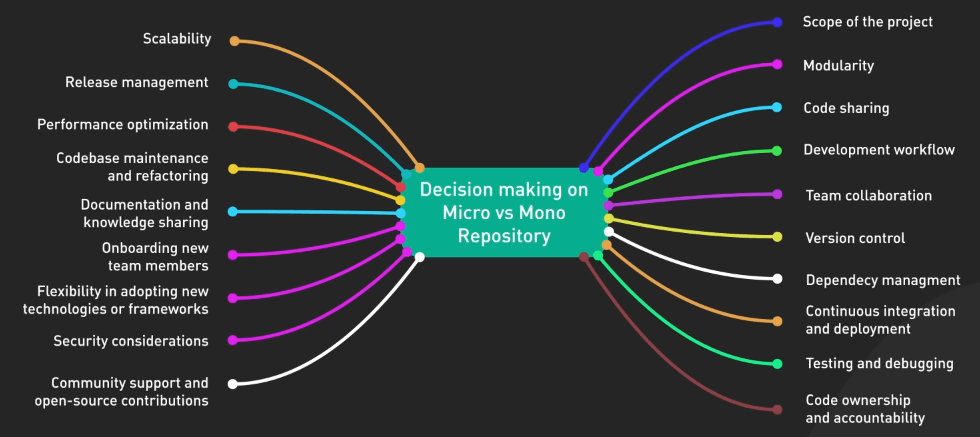 Scalability
Release management
Performance optimization
Codebase maintenance
and refactoring
Documentation and
knowledge sharing
Onboarding new
team members
Flexibility in adopting new
technologies or frameworks
Security considerations
Community support and
open-source contributions
Decision making on
Micro vs Mono
Repository
Scope of the project
Modularity
Code sharing
Development workflow
Team collaboration
Version control
Dependecy managment
Continuous integration
and deployment
Testing and debugging
Code ownership
and accountability